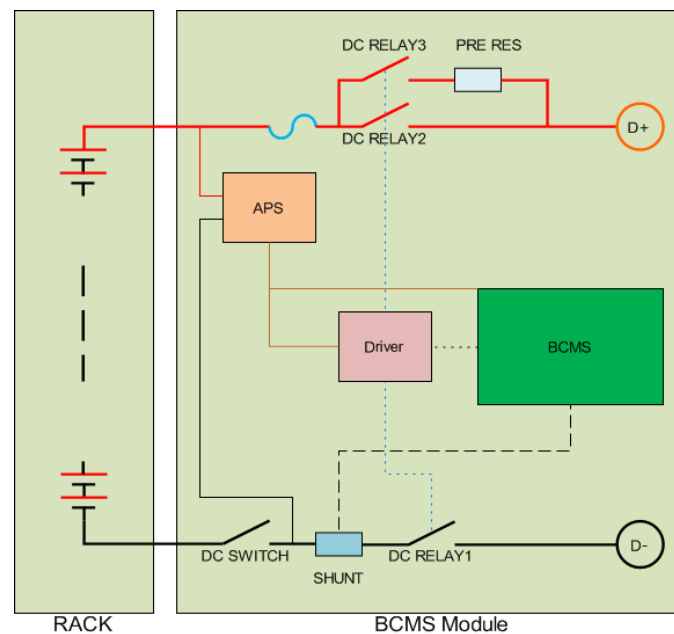 DC RELAY3
PRE RES
DC RELAY2
D+
APS
Driver
BCMS
DC SWITCH
SHUNT
DC RELAY1
D-
RACK
BCMS Module